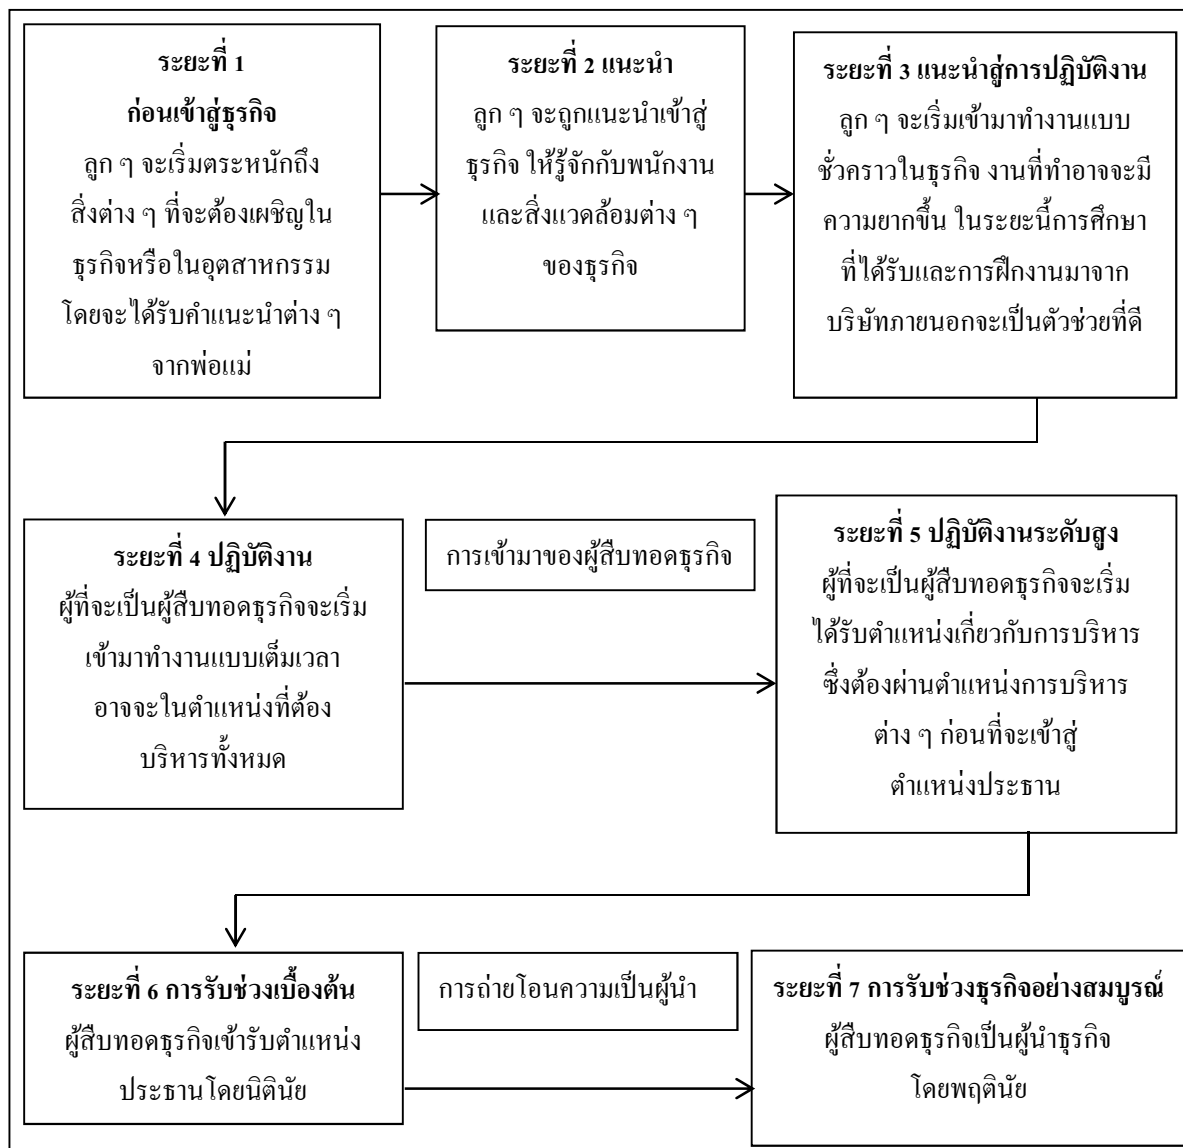 ระยะที่ 1
ก่อนเข้าสู่ธุรกิจ
ลูก ๆ จะเริ่มตระหนักถึง
สิ่งต่าง ๆ ที่จะต้องเผชิญใน
ธุรกิจหรือในอุตสาหกรรม
โดยจะได้รับคำแนะนำต่าง ๆ
จากพ่อแม่
ระยะที่ 2 แนะนำ
ลูก ๆ จะถูกแนะนำเข้าสู่
ธุรกิจ ให้รู้จักกับพนักงาน
และสิ่งแวดล้อมต่าง ๆ
ของธุรกิจ
ระยะที่ 3 แนะนำสู่การปฏิบัติงาน
ลูก ๆ จะเริ่มเข้ามาทำงานแบบ
ชั่วคราวในธุรกิจ งานที่ทำอาจจะมี
ความยากขึ้น ในระยะนี้การศึกษา
ที่ได้รับและการฝึกงานมาจาก
บริษัทภายนอกจะเป็นตัวช่วยที่ดี
ระยะที่ 4 ปฏิบัติงาน
ผู้ที่จะเป็นผู้สืบทอดธุรกิจจะเริ่ม
เข้ามาทำงานแบบเต็มเวลา
อาจจะในตำแหน่งที่ต้อง
บริหารทั้งหมด
การเข้ามาของผู้สืบทอดธุรกิจ
ระยะที่ 5 ปฏิบัติงานระดับสูง
ผู้ที่จะเป็นผู้สืบทอดธุรกิจจะเริ่ม
ได้รับตำแหน่งเกี่ยวกับการบริหาร
ซึ่งต้องผ่านตำแหน่งการบริหาร
ต่าง ๆ ก่อนที่จะเข้าสู่
ตำแหน่งประธาน
ระยะที่ 6 การรับช่วงเบื้องต้น
ผู้สืบทอดธุรกิจเข้ารับตำแหน่ง
ประธานโดยนิตินัย
การถ่ายโอนความเป็นผู้นำ
ระยะที่ 7 การรับช่วงธุรกิจอย่างสมบูรณ์
ผู้สืบทอดธุรกิจเป็นผู้นำธุรกิจ
โดยพฤตินัย